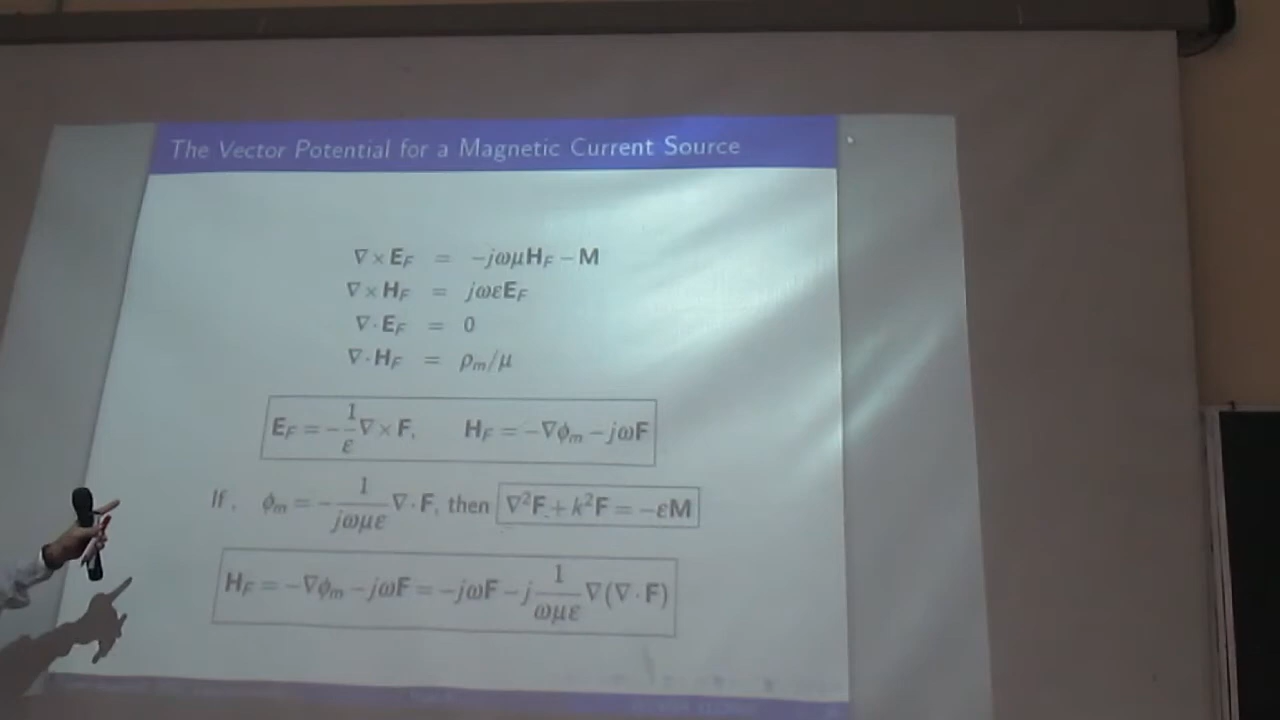 The Vector Potential for a Magnetic Current Source
∇ × E_F = −jωμH_F − M
∇ × H_F = jωεE_F
∇ · E_F = 0
∇ · H_F = ρ_m/μ
E_F = −(1/ε)∇ × F, H_F = −∇ϕ_m − jωF
If, ϕ_m = −(1/(jωμε))∇ · F, then ∇²F + k²F = −εM
H_F = −∇ϕ_m − jωF = −jωF − j(1/(ωμε))∇(∇ · F)